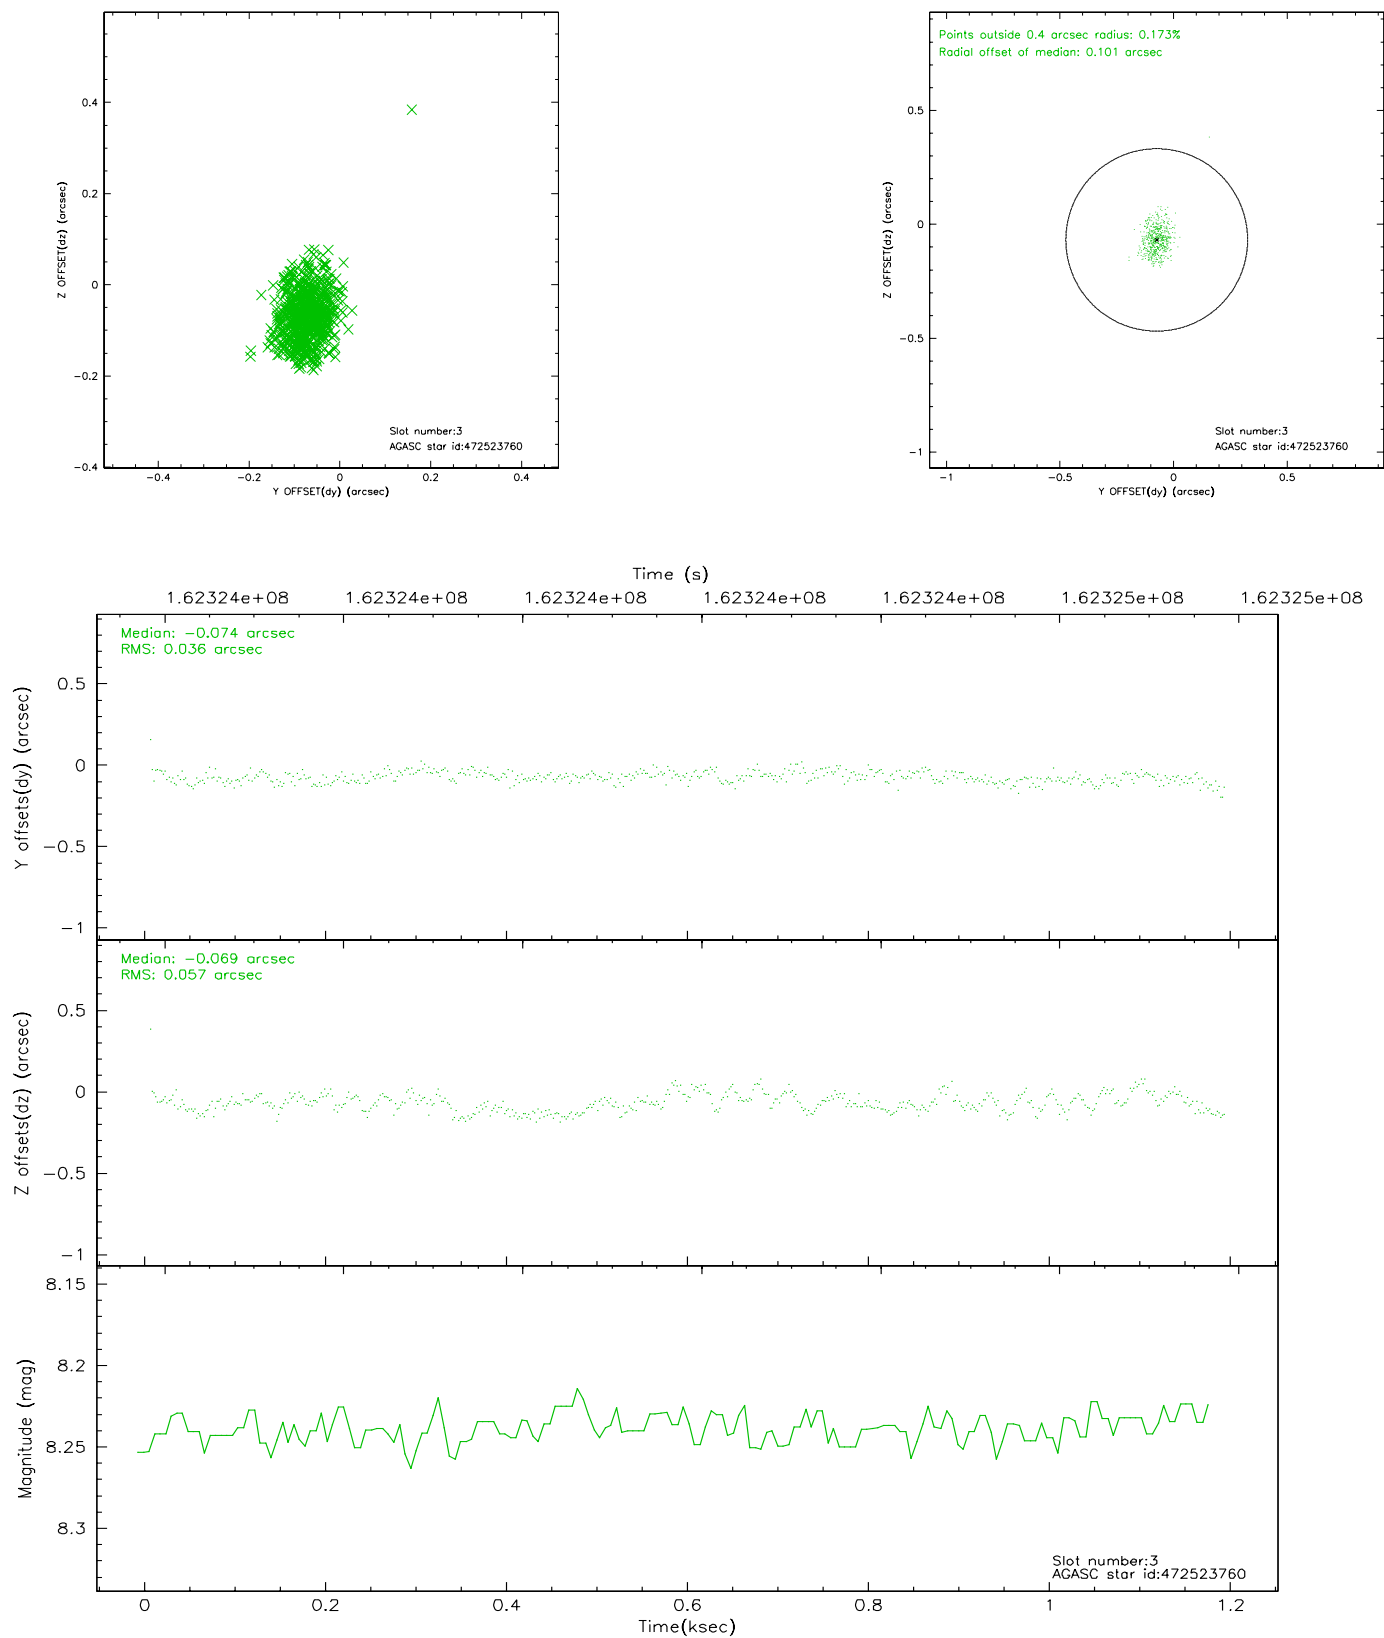 0.4
0.2
0
−0.2
−0.4
Z OFFSET(dz) (arcsec)
Slot number:3
AGASC star id:472523760
−0.4 −0.2 0 0.2 0.4
Y OFFSET(dy) (arcsec)
Points outside 0.4 arcsec radius: 0.173%
Radial offset of median: 0.101 arcsec
0.5
0
−0.5
−1
Z OFFSET(dz) (arcsec)
Slot number:3
AGASC star id:472523760
−1 −0.5 0 0.5
Y OFFSET(dy) (arcsec)
Time (s)
1.62324e+08 1.62324e+08 1.62324e+08 1.62324e+08 1.62324e+08 1.62325e+08 1.62325e+08
Median: −0.074 arcsec
RMS: 0.036 arcsec
0.5
0
−0.5
−1
Y offsets(dy) (arcsec)
Median: −0.069 arcsec
RMS: 0.057 arcsec
0.5
0
−0.5
−1
Z offsets(dz) (arcsec)
8.15
8.2
8.25
8.3
Magnitude (mag)
Slot number:3
AGASC star id:472523760
0 0.2 0.4 0.6 0.8 1 1.2
Time(ksec)